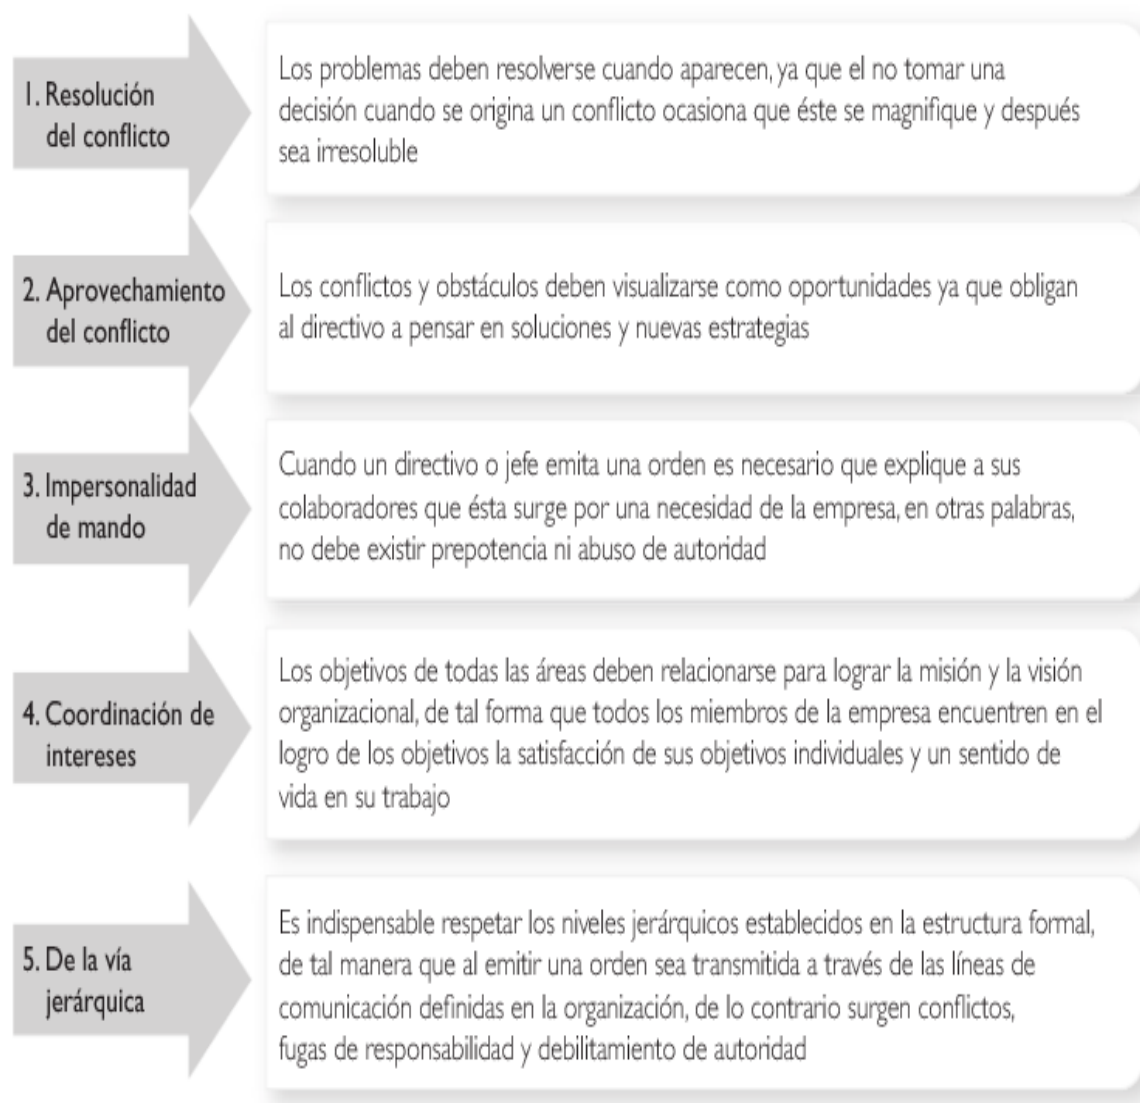 1. Resolución
del conflicto
Los problemas deben resolverse cuando aparecen, ya que el no tomar una
decisión cuando se origina un conflicto ocasiona que éste se magnifique y después
sea irresoluble
2. Aprovechamiento
del conflicto
Los conflictos y obstáculos deben visualizarse como oportunidades ya que obligan
al directivo a pensar en soluciones y nuevas estrategias
3. Impersonalidad
de mando
Cuando un directivo o jefe emita una orden es necesario que explique a sus
colaboradores que ésta surge por una necesidad de la empresa, en otras palabras,
no debe existir prepotencia ni abuso de autoridad
4. Coordinación de
intereses
Los objetivos de todas las áreas deben relacionarse para lograr la misión y la visión
organizacional, de tal forma que todos los miembros de la empresa encuentren en el
logro de los objetivos la satisfacción de sus objetivos individuales y un sentido de
vida en su trabajo
5. De la vía
jerárquica
Es indispensable respetar los niveles jerárquicos establecidos en la estructura formal,
de tal manera que al emitir una orden sea transmitida a través de las líneas de
comunicación definidas en la organización, de lo contrario surgen conflictos,
fugas de responsabilidad y debilitamiento de autoridad